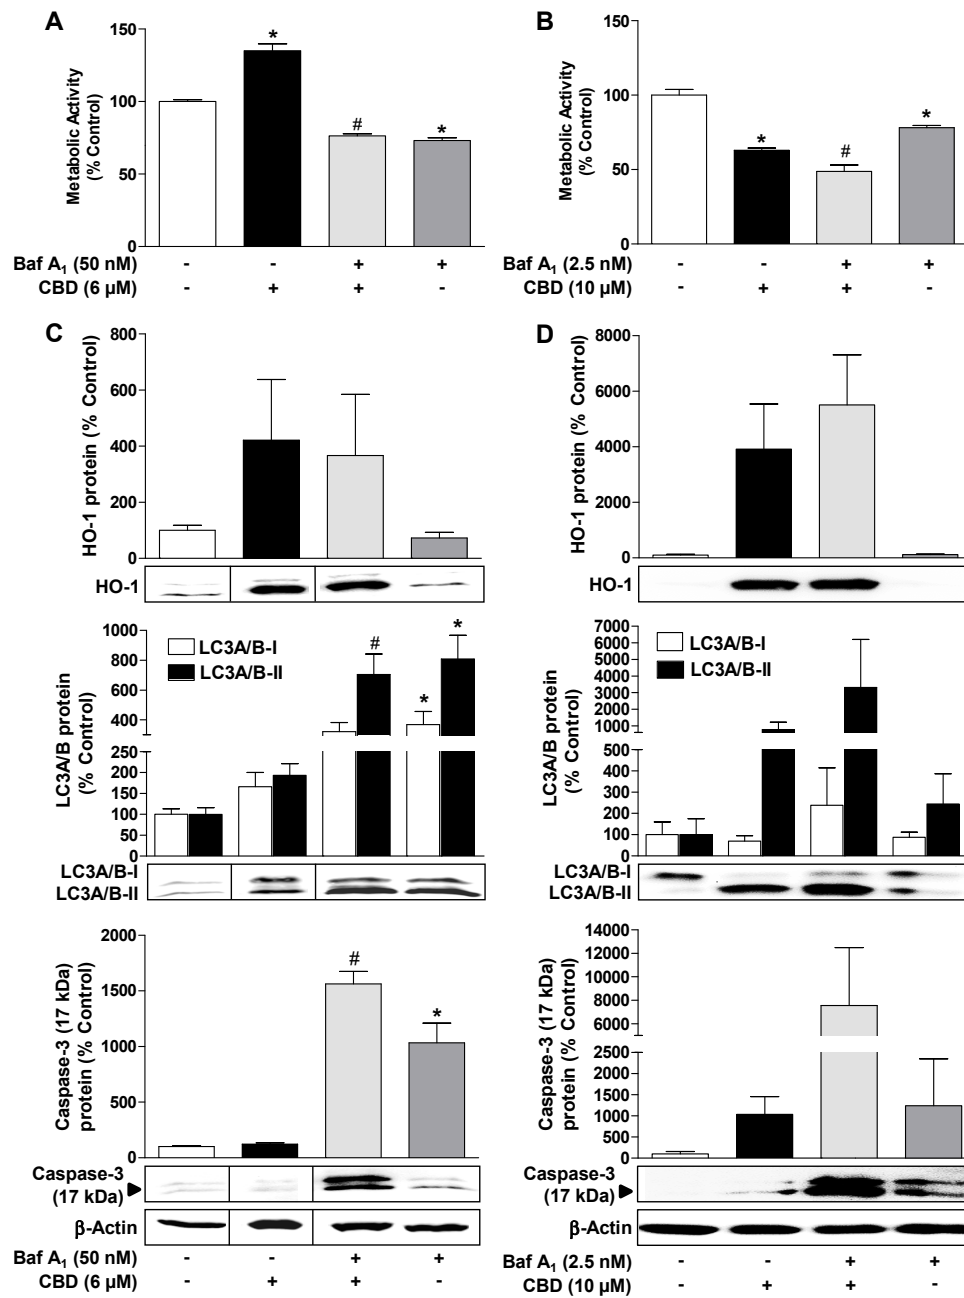 A
150
100
50
0
Metabolic Activity
(% Control)
*
#
*
Baf A₁ (50 nM) - - + +
CBD (6 µM) - + + -
B
150
100
50
0
Metabolic Activity
(% Control)
*
#
*
Baf A₁ (2.5 nM) - - + +
CBD (10 µM) - + + -
C
800
600
400
200
0
HO-1 protein (% Control)
HO-1
1000
800
600
400
250
200
150
100
50
0
LC3A/B protein
(% Control)
LC3A/B-I
LC3A/B-II
#
*
*
LC3A/B-I
LC3A/B-II
2000
1500
1000
500
0
Caspase-3 (17 kDa)
protein (% Control)
#
*
Caspase-3
(17 kDa)
β-Actin
Baf A₁ (50 nM) - - + +
CBD (6 µM) - + + -
D
8000
6000
4000
2000
0
HO-1 protein (% Control)
HO-1
7000
6000
5000
4000
3000
2000
1000
500
400
300
200
100
0
LC3A/B protein
(% Control)
LC3A/B-I
LC3A/B-II
LC3A/B-I
LC3A/B-II
14000
12000
10000
8000
6000
2500
2000
1500
1000
500
0
Caspase-3 (17 kDa)
protein (% Control)
Caspase-3
(17 kDa)
β-Actin
Baf A₁ (2.5 nM) - - + +
CBD (10 µM) - + + -